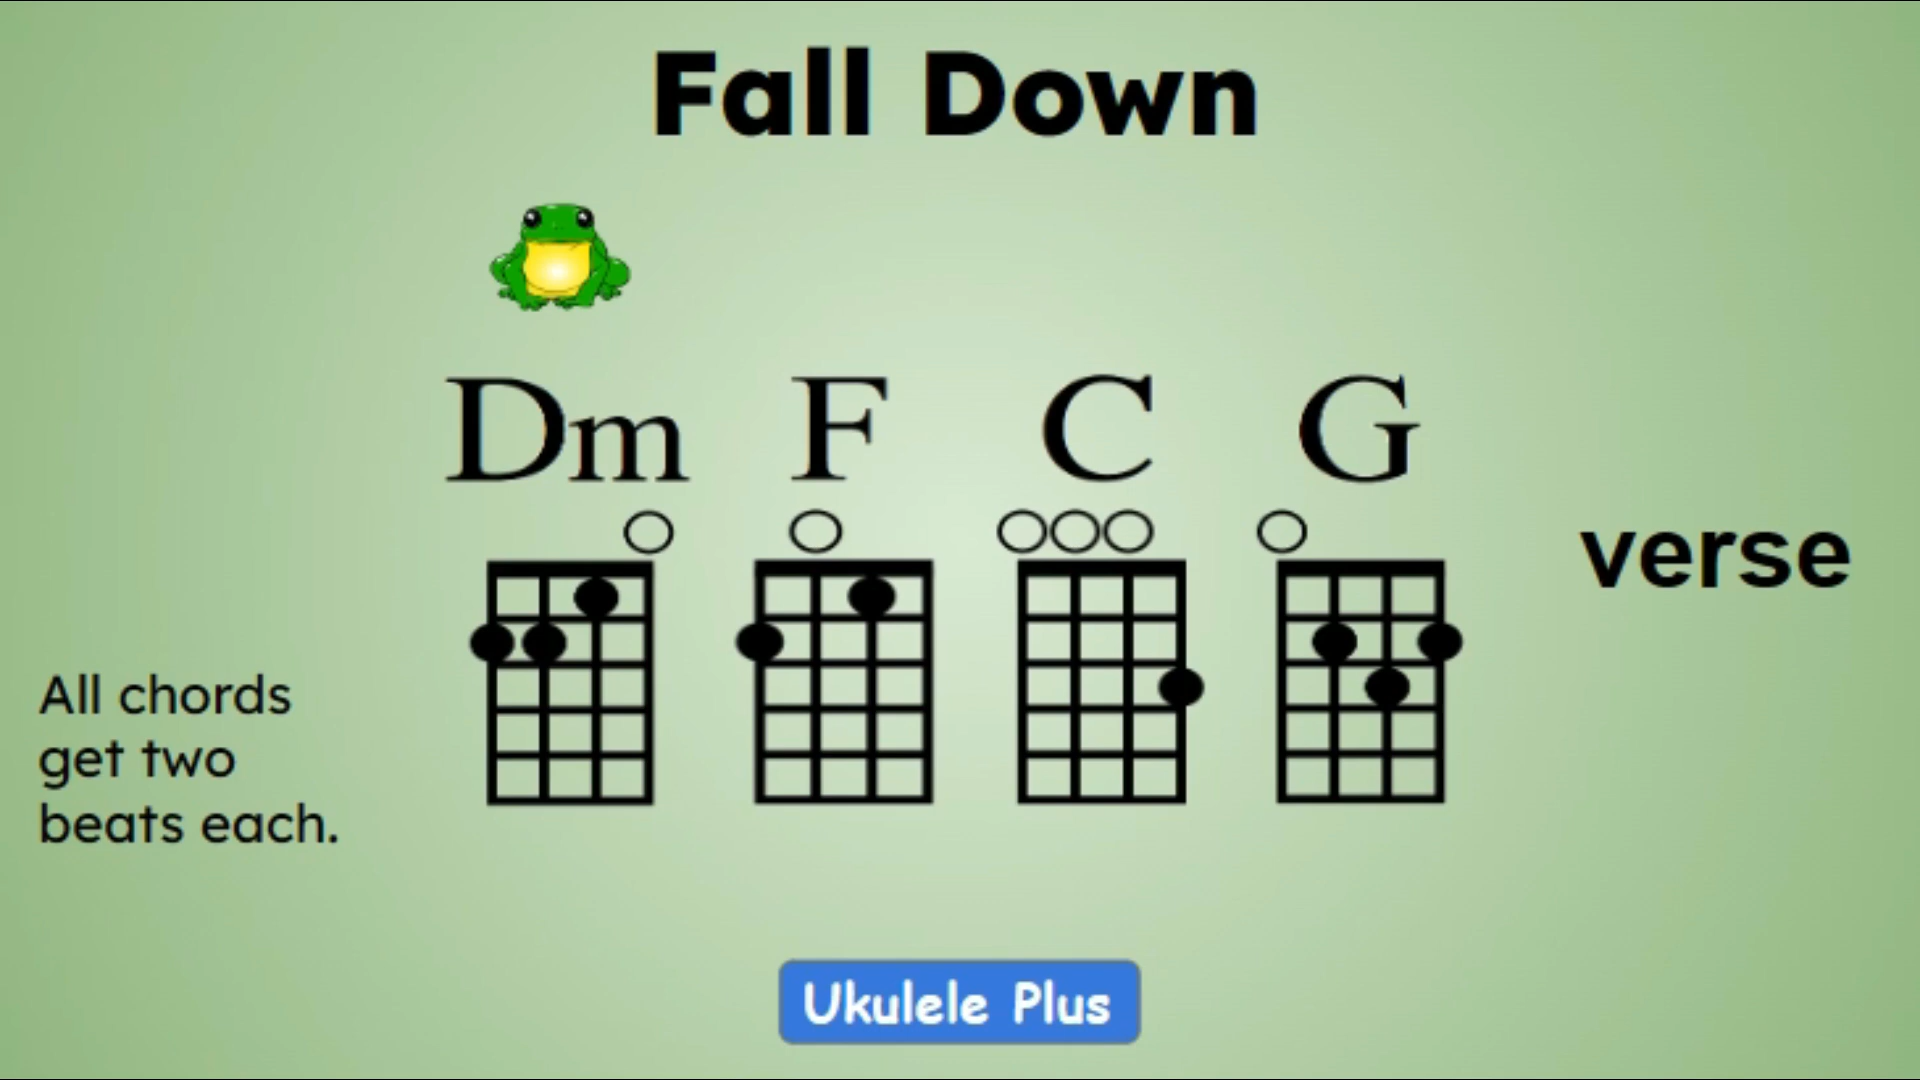 Fall Down
Dm F C G
verse
All chords
get two
beats each.
Ukulele Plus